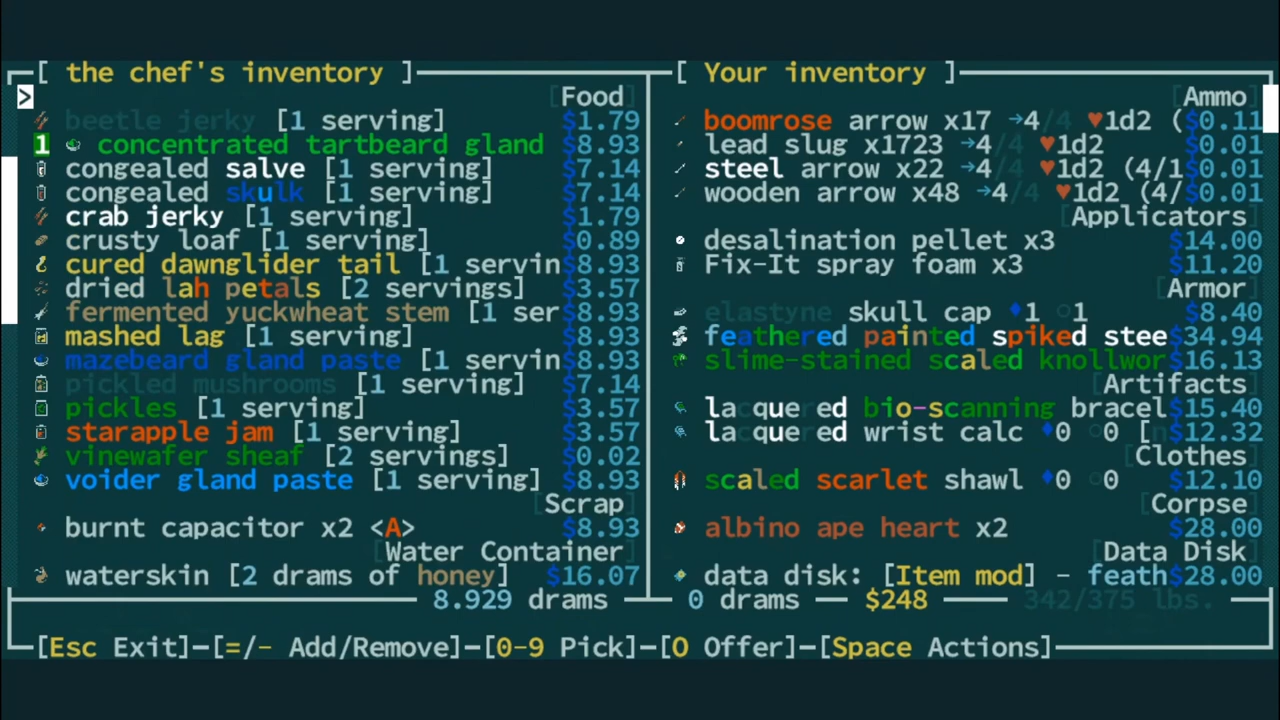 [ the chef's inventory ]
>
[Food]
beetle jerky [1 serving] $1.79
1 concentrated tartbeard gland $8.93
congealed salve [1 serving] $7.14
congealed skulk [1 serving] $7.14
crab jerky [1 serving] $1.79
crusty loaf [1 serving] $0.89
cured dawnglider tail [1 servin $8.93
dried lah petals [2 servings] $3.57
fermented yuckwheat stem [1 ser $8.93
mashed lag [1 serving] $8.93
mazebeard gland paste [1 servin $8.93
pickled mushrooms [1 serving] $7.14
pickles [1 serving] $3.57
starapple jam [1 serving] $3.57
vinewafer sheaf [2 servings] $0.02
voider gland paste [1 serving] $8.93
[Scrap]
burnt capacitor x2 <A> $8.93
[Water Container]
waterskin [2 drams of honey] $16.07
8.929 drams
[ Your inventory ]
[Ammo]
boomrose arrow x17 →4/4 ♥1d2 ( $0.11
lead slug x1723 →4/4 ♥1d2 $0.01
steel arrow x22 →4/4 ♥1d2 (4/1 $0.01
wooden arrow x48 →4/4 ♥1d2 (4/ $0.01
[Applicators]
desalination pellet x3 $14.00
Fix-It spray foam x3 $11.20
[Armor]
elastyne skull cap ♦1 ○1 $8.40
feathered painted spiked stee $34.94
slime-stained scaled knollwor $16.13
[Artifacts]
lacquered bio-scanning bracel $15.40
lacquered wrist calc ♦0 ○0 [n $12.32
[Clothes]
scaled scarlet shawl ♦0 ○0 $12.10
[Corpse]
albino ape heart x2 $28.00
[Data Disk]
data disk: [Item mod] - feath $28.00
0 drams — $248 342/375 lbs.
[Esc Exit]-[=/- Add/Remove]-[0-9 Pick]-[O Offer]-[Space Actions]